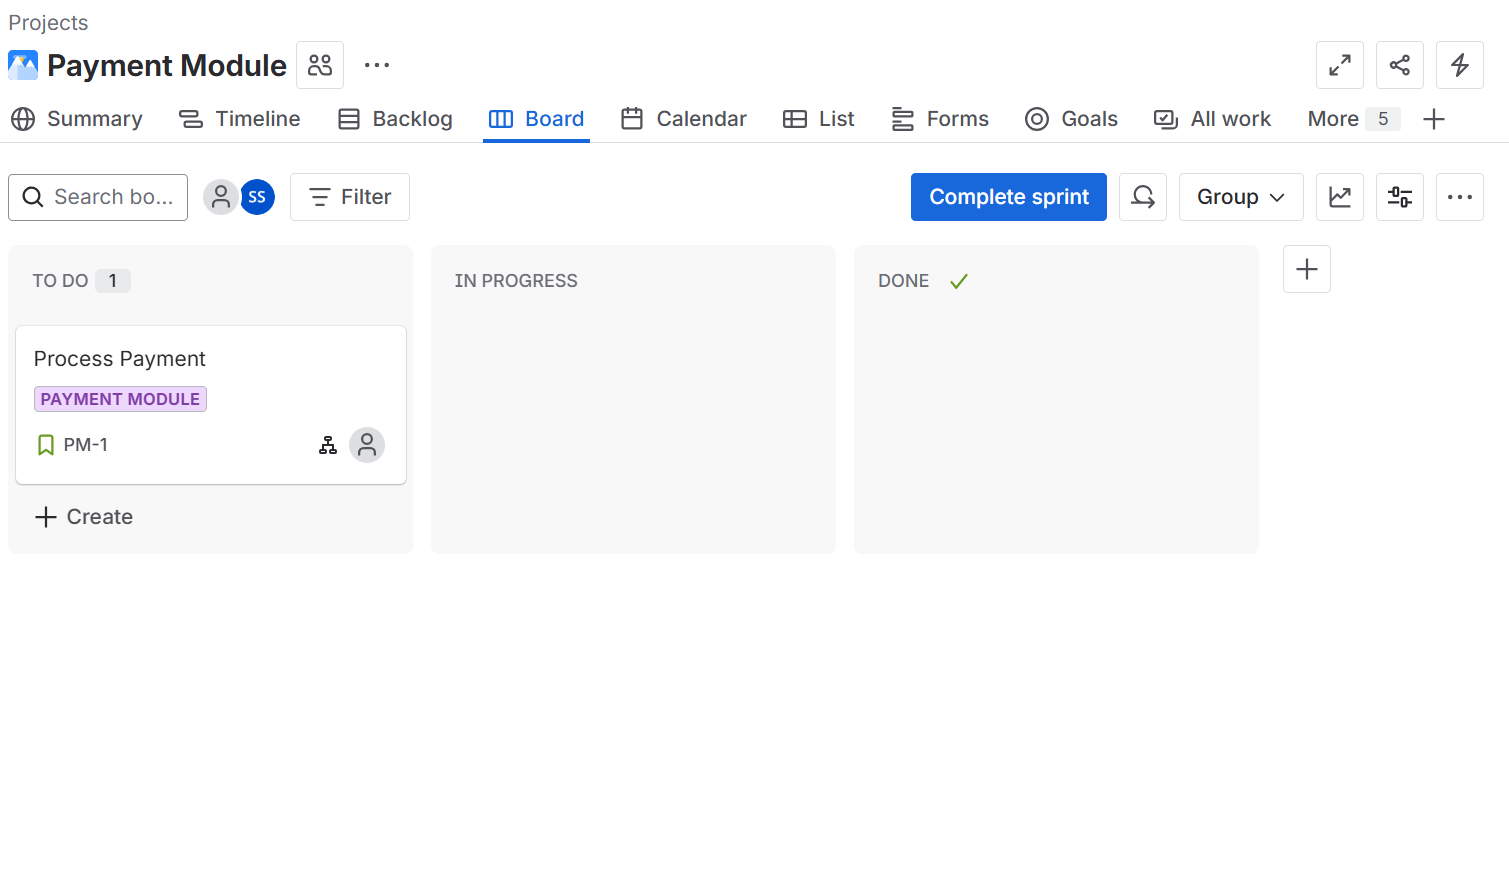 Projects
Payment Module
Summary Timeline Backlog Board Calendar List Forms Goals All work More 5
Search bo... SS Filter Complete sprint Group
TO DO 1 IN PROGRESS DONE
Process Payment
PAYMENT MODULE
PM-1
Create